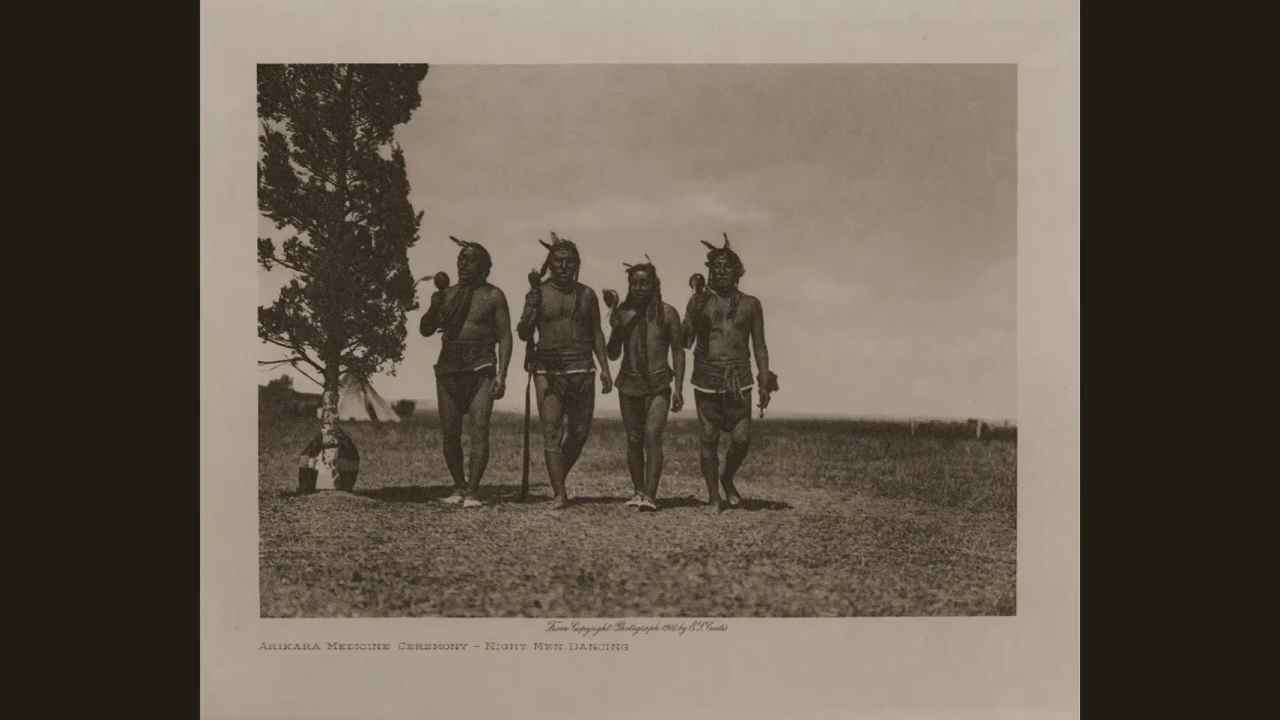 From Copyright Photograph 1908 by E.S. Curtis
ARIKARA MEDICINE CEREMONY – NIGHT MEN DANCING